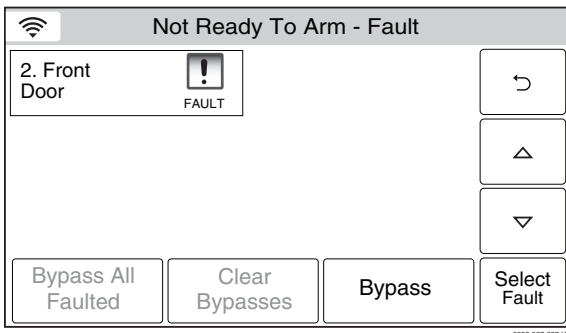 Not Ready To Arm - Fault
2. Front
Door
FAULT
Bypass All
Faulted
Clear
Bypasses
Bypass
Select
Fault